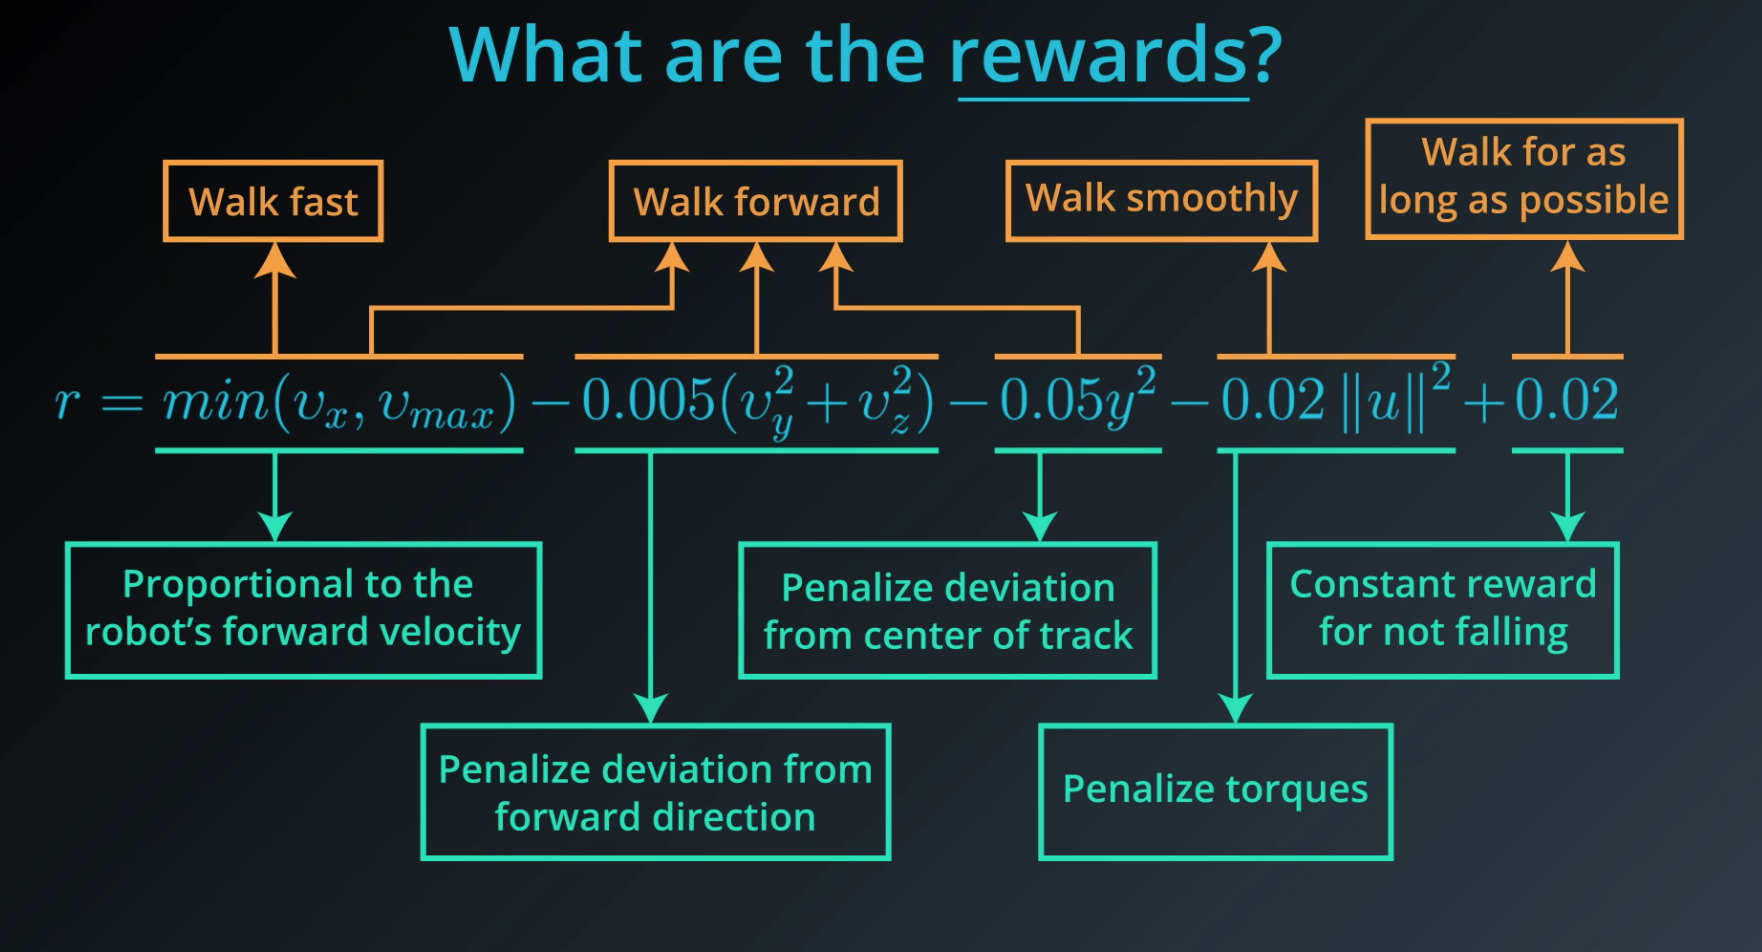 What are the rewards?
Walk fast
Walk forward
Walk smoothly
Walk for as
long as possible
r = min(v_x, v_max) − 0.005(v_y^2 + v_z^2) − 0.05y^2 − 0.02 ||u||^2 + 0.02
Proportional to the
robot’s forward velocity
Penalize deviation
from center of track
Constant reward
for not falling
Penalize deviation from
forward direction
Penalize torques